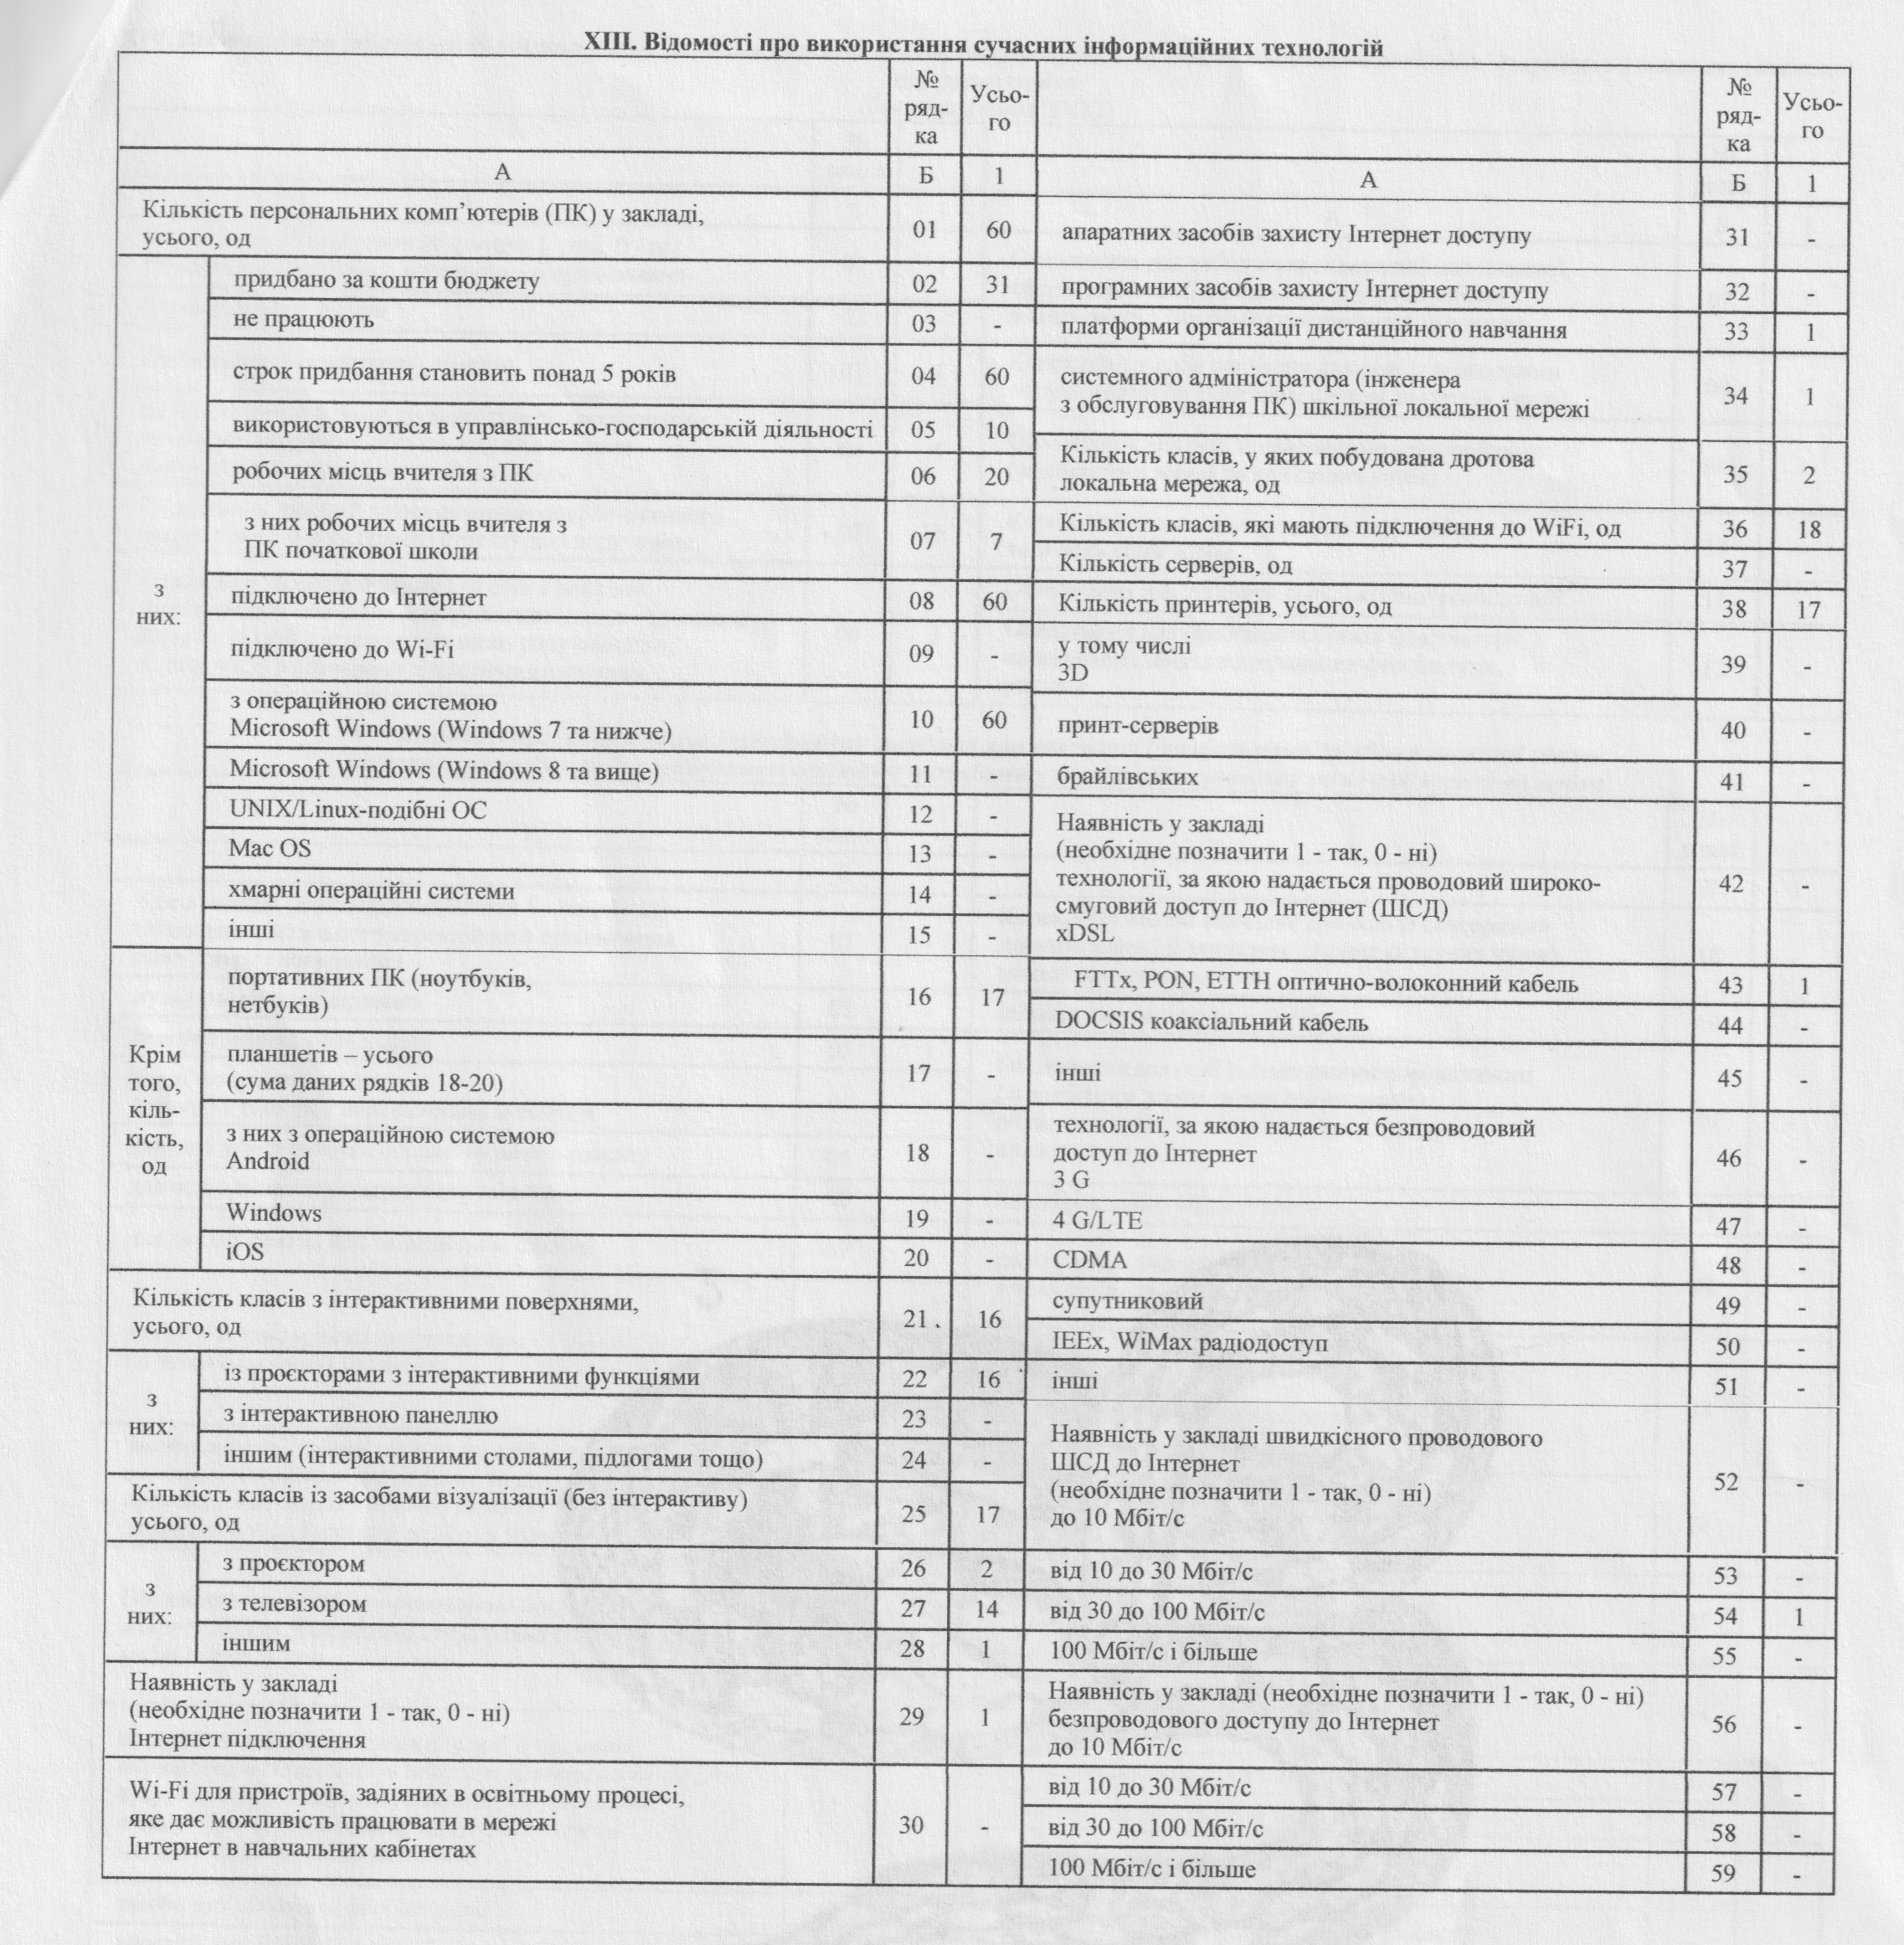 XIII. Відомості про використання сучасних інформаційних технологій
№
ряд-
ка
Усьо-
го
№
ряд-
ка
Усьо-
го
А
Б
1
А
Б
1
Кількість персональних комп’ютерів (ПК) у закладі,
усього, од
01
60
апаратних засобів захисту Інтернет доступу
31
-
з
них:
придбано за кошти бюджету
02
31
програмних засобів захисту Інтернет доступу
32
-
не працюють
03
-
платформи організації дистанційного навчання
33
1
строк придбання становить понад 5 років
04
60
системного адміністратора (інженера
з обслуговування ПК) шкільної локальної мережі
34
1
використовуються в управлінсько-господарській діяльності
05
10
робочих місць вчителя з ПК
06
20
Кількість класів, у яких побудована дротова
локальна мережа, од
35
2
з них робочих місць вчителя з
ПК початкової школи
07
7
Кількість класів, які мають підключення до WiFi, од
36
18
Кількість серверів, од
37
-
підключено до Інтернет
08
60
Кількість принтерів, усього, од
38
17
підключено до Wi-Fi
09
-
у тому числі
3D
39
-
з операційною системою
Microsoft Windows (Windows 7 та нижче)
10
60
принт-серверів
40
-
Microsoft Windows (Windows 8 та вище)
11
-
брайлівських
41
-
UNIX/Linux-подібні ОС
12
-
Mac OS
13
-
хмарні операційні системи
14
-
інші
15
-
Наявність у закладі
(необхідне позначити 1 - так, 0 - ні)
технології, за якою надається проводовий широко-
смуговий доступ до Інтернет (ШСД)
xDSL
42
-
Крім
того,
кіль-
кість,
од
портативних ПК (ноутбуків,
нетбуків)
16
17
FTTx, PON, ETTH оптично-волоконний кабель
43
1
DOCSIS коаксіальний кабель
44
-
планшетів – усього
(сума даних рядків 18-20)
17
-
інші
45
-
з них з операційною системою
Android
18
-
технології, за якою надається безпроводовий
доступ до Інтернет
3 G
46
-
Windows
19
-
4 G/LTE
47
-
iOS
20
-
CDMA
48
-
Кількість класів з інтерактивними поверхнями,
усього, од
21
16
супутниковий
49
-
IEEx, WiMax радіодоступ
50
-
з
них:
із проєкторами з інтерактивними функціями
22
16
інші
51
-
з інтерактивною панеллю
23
-
іншим (інтерактивними столами, підлогами тощо)
24
-
Наявність у закладі швидкісного проводового
ШСД до Інтернет
(необхідне позначити 1 - так, 0 - ні)
до 10 Мбіт/с
52
-
Кількість класів із засобами візуалізації (без інтерактиву)
усього, од
25
17
з
них:
з проєктором
26
2
від 10 до 30 Мбіт/с
53
-
з телевізором
27
14
від 30 до 100 Мбіт/с
54
1
іншим
28
1
100 Мбіт/с і більше
55
-
Наявність у закладі
(необхідне позначити 1 - так, 0 - ні)
Інтернет підключення
29
1
Наявність у закладі (необхідне позначити 1 - так, 0 - ні)
безпроводового доступу до Інтернет
до 10 Мбіт/с
56
-
Wi-Fi для пристроїв, задіяних в освітньому процесі,
яке дає можливість працювати в мережі
Інтернет в навчальних кабінетах
30
-
від 10 до 30 Мбіт/с
57
-
від 30 до 100 Мбіт/с
58
-
100 Мбіт/с і більше
59
-